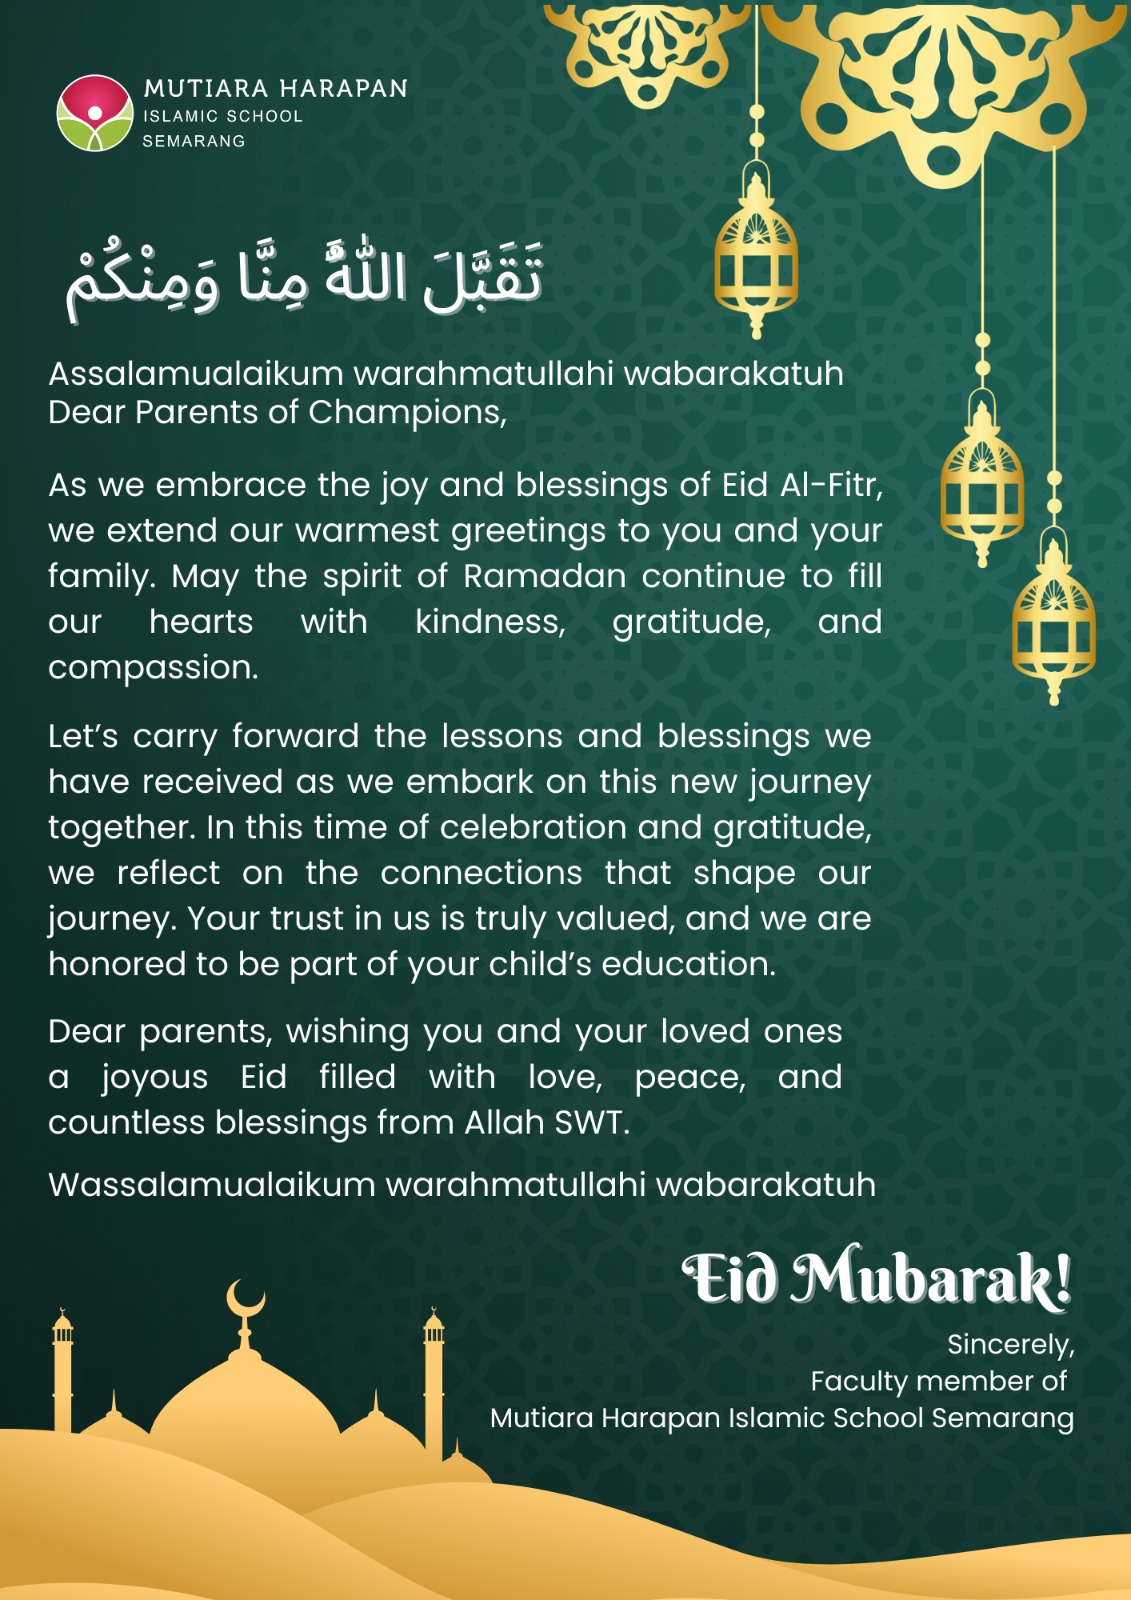 MUTIARA HARAPAN
ISLAMIC SCHOOL
SEMARANG
تَقَبَّلَ اللّٰهُ مِنَّا وَمِنْكُمْ
Assalamualaikum warahmatullahi wabarakatuh
Dear Parents of Champions,
As we embrace the joy and blessings of Eid Al-Fitr,
we extend our warmest greetings to you and your
family. May the spirit of Ramadan continue to fill
our hearts with kindness, gratitude, and
compassion.
Let’s carry forward the lessons and blessings we
have received as we embark on this new journey
together. In this time of celebration and gratitude,
we reflect on the connections that shape our
journey. Your trust in us is truly valued, and we are
honored to be part of your child’s education.
Dear parents, wishing you and your loved ones
a joyous Eid filled with love, peace, and
countless blessings from Allah SWT.
Wassalamualaikum warahmatullahi wabarakatuh
Eid Mubarak!
Sincerely,
Faculty member of
Mutiara Harapan Islamic School Semarang